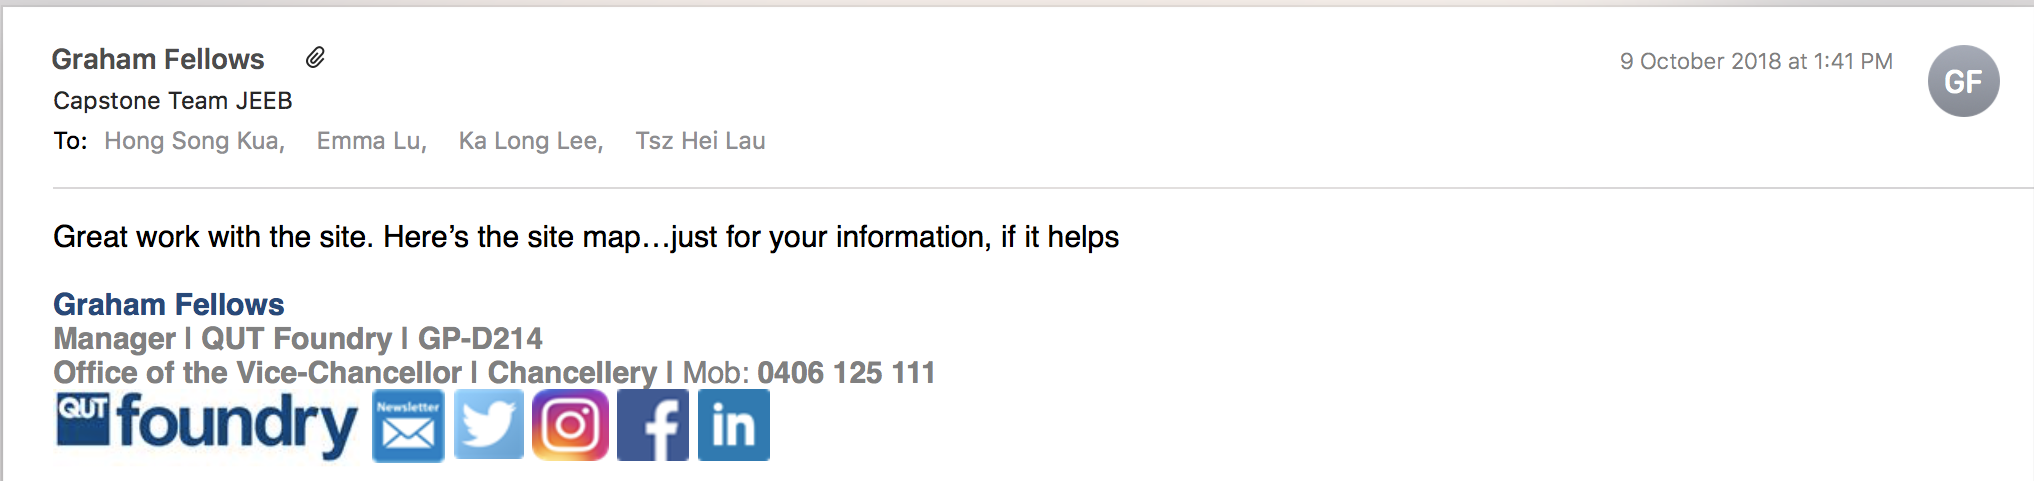 Graham Fellows
9 October 2018 at 1:41 PM
GF
Capstone Team JEEB
To: Hong Song Kua, Emma Lu, Ka Long Lee, Tsz Hei Lau
Great work with the site. Here’s the site map…just for your information, if it helps
Graham Fellows
Manager | QUT Foundry | GP-D214
Office of the Vice-Chancellor | Chancellery | Mob: 0406 125 111
QUT foundry
Newsletter
f
in